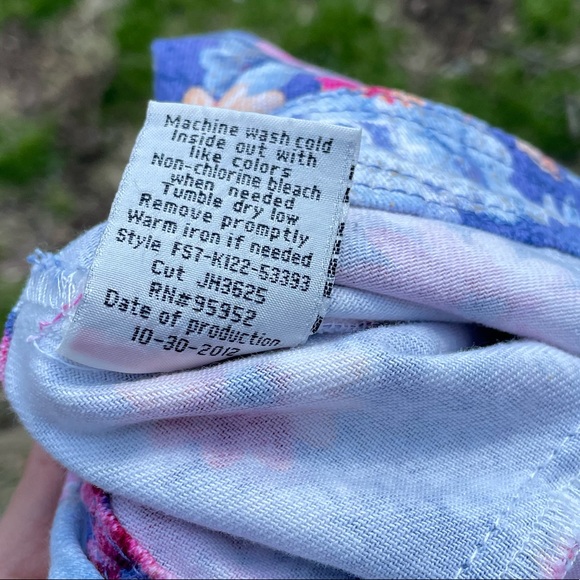 Machine wash cold
Inside out with
like colors
Non-chlorine bleach
when needed
Tumble dry low
Remove promptly
Warm iron if needed
Style FS7-K122-53393
Cut JH3625
RN#95952
Date of production
10-30-2012